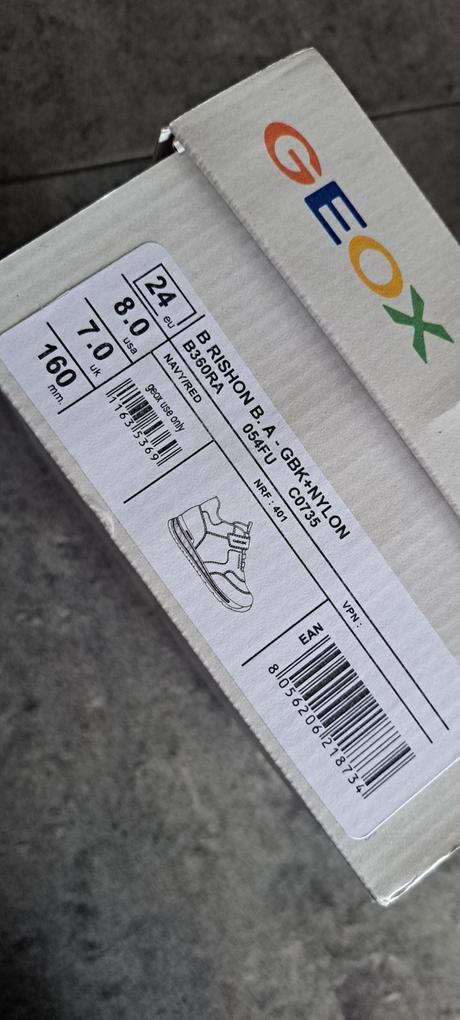 GEOX
24 eu
8.0 usa
7.0 uk
160 mm.
B.RISHON B. A - GBK+NYLON
B360RA 054FU C0735
NAVY/RED
NRF : 401
VPN :
geox use only
11635369
EAN
8056206218734